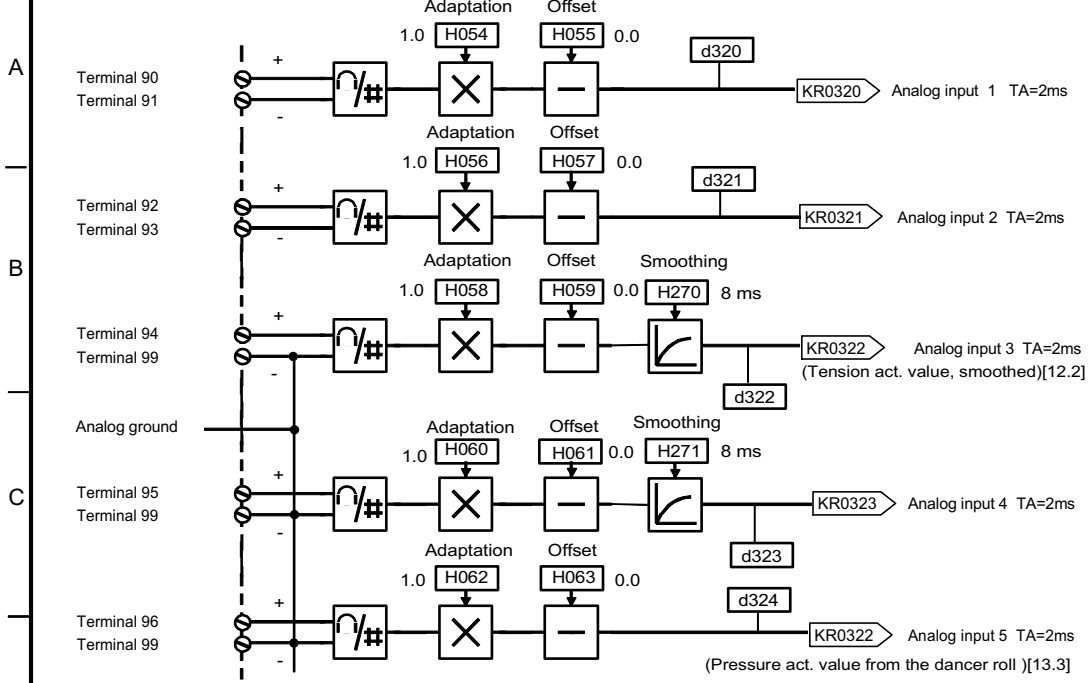 Adaptation Offset
1.0 H054 H055 0.0
d320
A
+
Terminal 90
Terminal 91
-
KR0320 Analog input 1 TA=2ms
Adaptation Offset
1.0 H056 H057 0.0
d321
+
Terminal 92
Terminal 93
-
KR0321 Analog input 2 TA=2ms
B
Adaptation Offset Smoothing
1.0 H058 H059 0.0 H270 8 ms
+
Terminal 94
Terminal 99
-
KR0322 Analog input 3 TA=2ms
(Tension act. value, smoothed)[12.2]
d322
Analog ground
Adaptation Offset Smoothing
1.0 H060 H061 0.0 H271 8 ms
C
+
Terminal 95
Terminal 99
-
KR0323 Analog input 4 TA=2ms
d323
Adaptation Offset
1.0 H062 H063 0.0
d324
+
Terminal 96
Terminal 99
-
KR0322 Analog input 5 TA=2ms
(Pressure act. value from the dancer roll )[13.3]